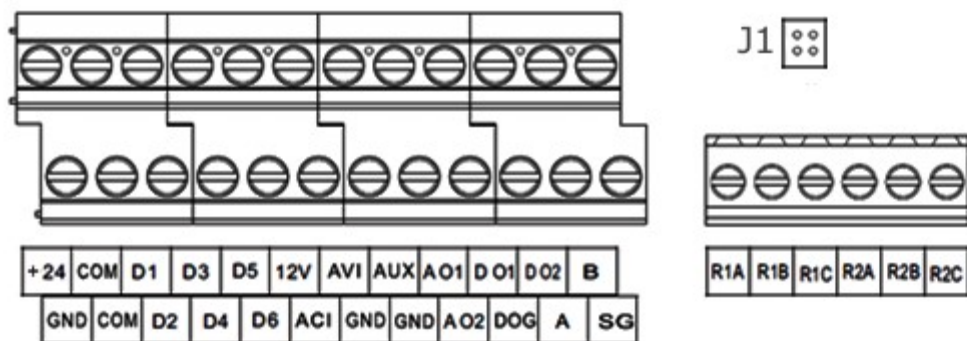 J1
+24 COM D1 D3 D5 12V AVI AUX AO1 DO1 DO2 B
GND COM D2 D4 D6 ACI GND GND AO2 DOG A SG
R1A R1B R1C R2A R2B R2C